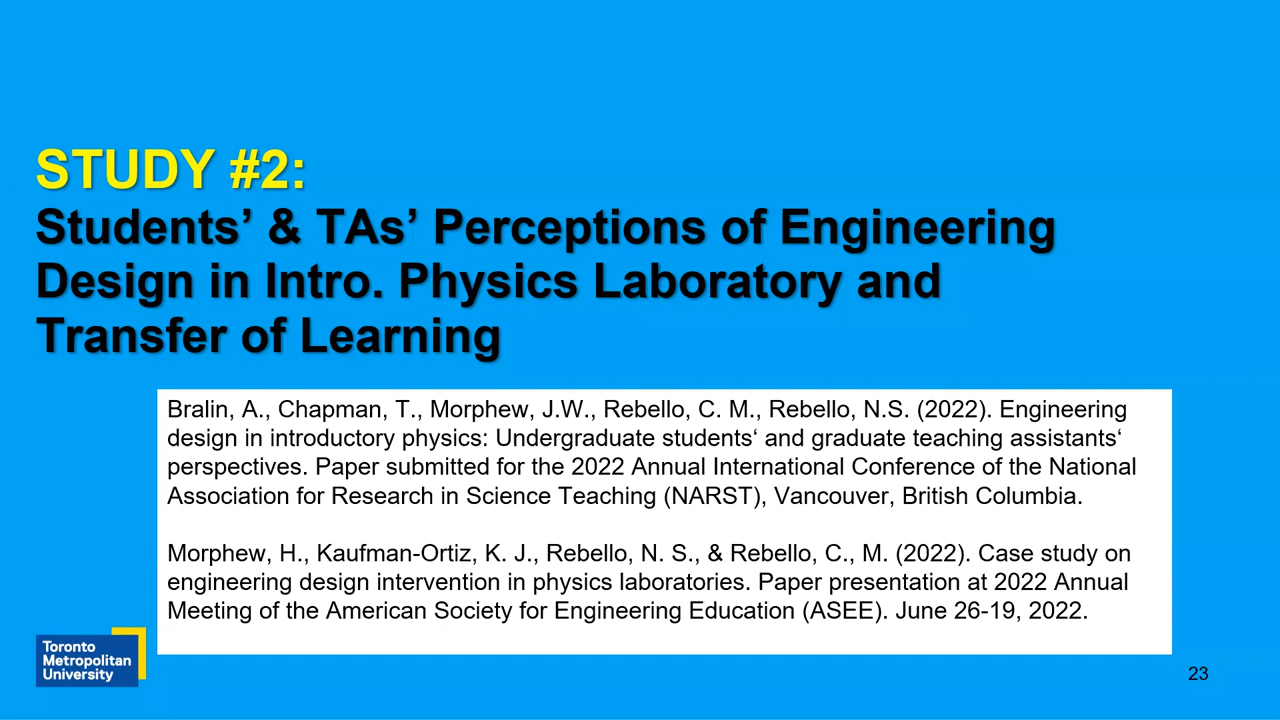 STUDY #2:
Students’ & TAs’ Perceptions of Engineering
Design in Intro. Physics Laboratory and
Transfer of Learning
Bralin, A., Chapman, T., Morphew, J.W., Rebello, C. M., Rebello, N.S. (2022). Engineering
design in introductory physics: Undergraduate students‘ and graduate teaching assistants‘
perspectives. Paper submitted for the 2022 Annual International Conference of the National
Association for Research in Science Teaching (NARST), Vancouver, British Columbia.
Morphew, H., Kaufman-Ortiz, K. J., Rebello, N. S., & Rebello, C., M. (2022). Case study on
engineering design intervention in physics laboratories. Paper presentation at 2022 Annual
Meeting of the American Society for Engineering Education (ASEE). June 26-19, 2022.
Toronto
Metropolitan
University
23